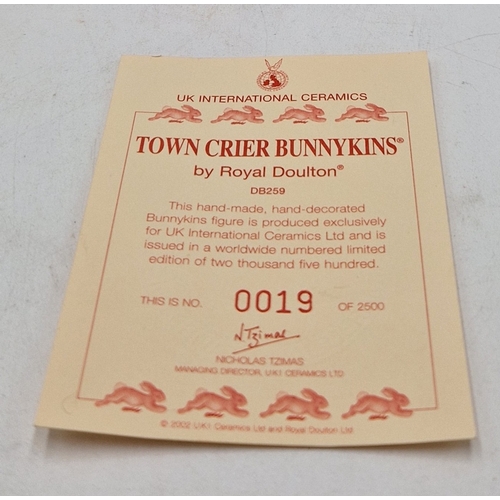 UK INTERNATIONAL CERAMICS
TOWN CRIER BUNNYKINS®
by Royal Doulton®
DB259
This hand-made, hand-decorated
Bunnykins figure is produced exclusively
for UK International Ceramics Ltd and is
issued in a worldwide numbered limited
edition of two thousand five hundred.
THIS IS NO. 0019 OF 2500
NTzimas
NICHOLAS TZIMAS
MANAGING DIRECTOR, U.K.I CERAMICS LTD
© 2002 U.K.I Ceramics Ltd and Royal Doulton Ltd